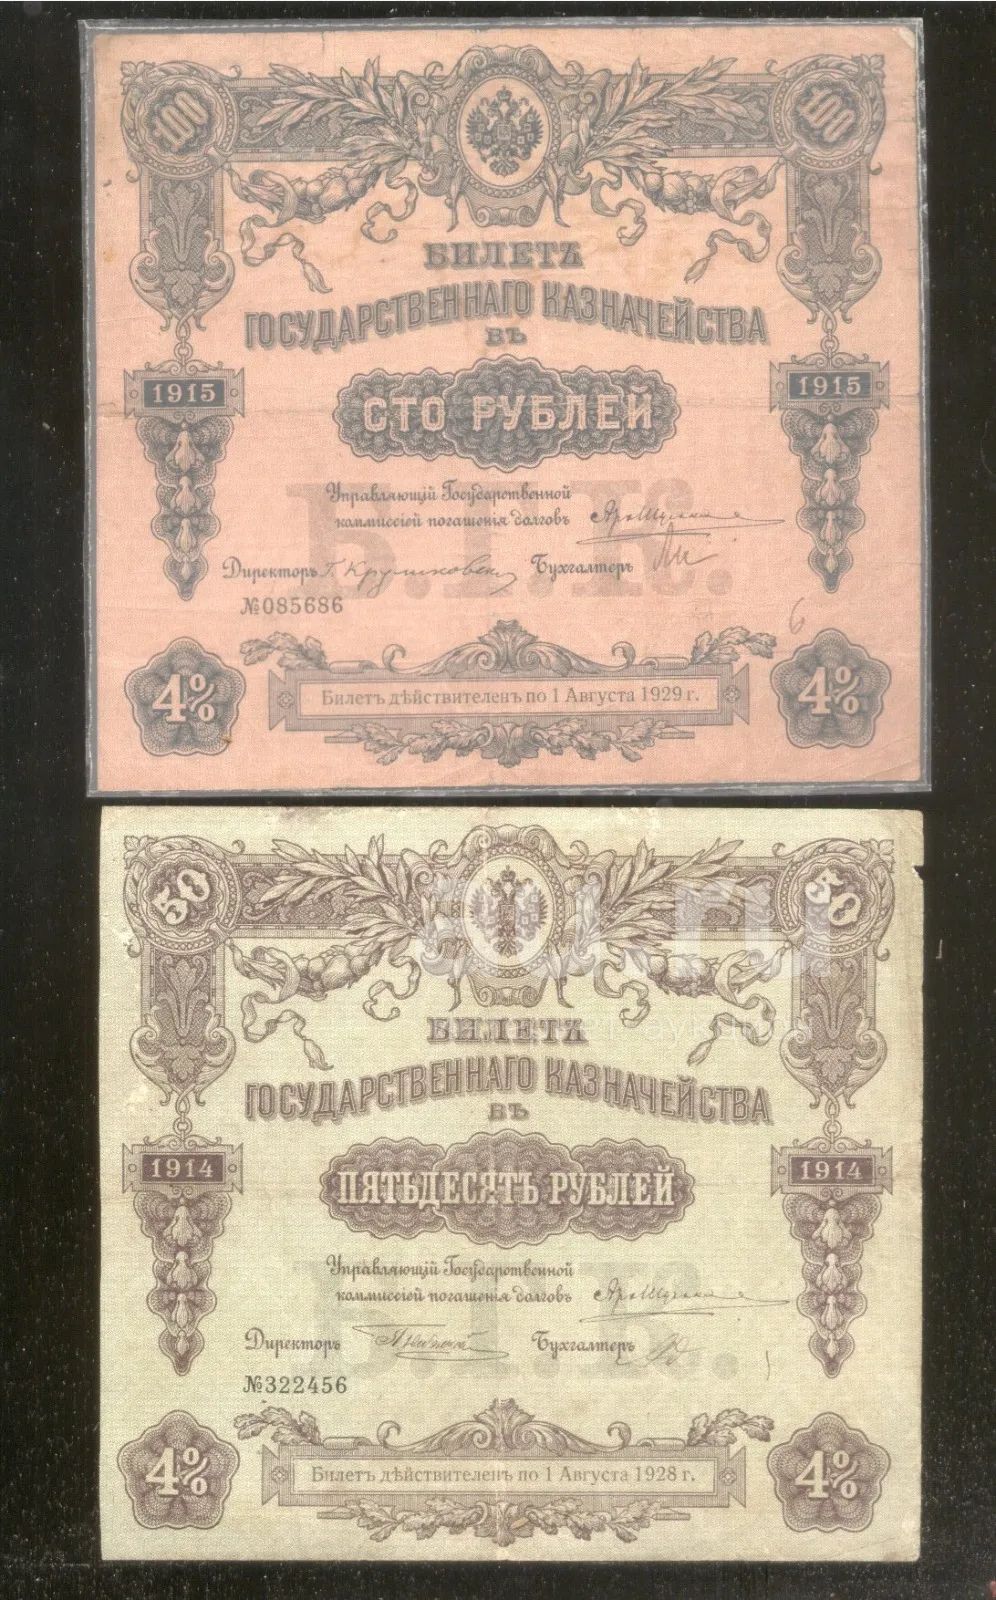 100 100
БИЛЕТЪ
ГОСУДАРСТВЕННАГО КАЗНАЧЕЙСТВА
ВЪ
1915 1915
СТО РУБЛЕЙ
Управляющій Государственной
коммиссіей погашенія долговъ
Директоръ Бухгалтеръ
№085686
6
4% 4%
Билетъ дѣйствителенъ по 1 Августа 1929 г.
50 50
БИЛЕТЪ
ГОСУДАРСТВЕННАГО КАЗНАЧЕЙСТВА
ВЪ
1914 1914
ПЯТЬДЕСЯТЪ РУБЛЕЙ
Управляющій Государственной
коммиссіей погашенія долговъ
Директоръ Бухгалтеръ
№322456
4% 4%
Билетъ дѣйствителенъ по 1 Августа 1928 г.